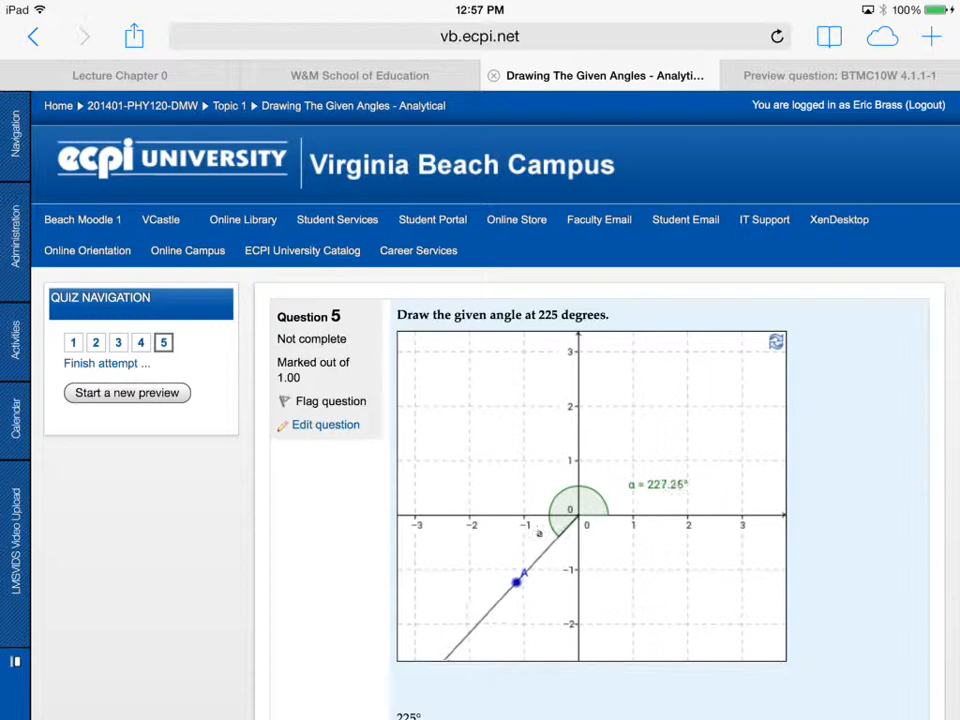 iPad 12:57 PM 100%
vb.ecpi.net
Lecture Chapter 0 W&M School of Education Drawing The Given Angles - Analyti... Preview question: BTMC10W 4.1.1-1
Home ▶ 201401-PHY120-DMW ▶ Topic 1 ▶ Drawing The Given Angles - Analytical You are logged in as Eric Brass (Logout)
ecpi UNIVERSITY Virginia Beach Campus
Beach Moodle 1 VCastle Online Library Student Services Student Portal Online Store Faculty Email Student Email IT Support XenDesktop
Online Orientation Online Campus ECPI University Catalog Career Services
Navigation
Administration
Activities
Calendar
LMSVIDS Video Upload
QUIZ NAVIGATION
1 2 3 4 5
Finish attempt ...
Start a new preview
Question 5
Not complete
Marked out of
1.00
Flag question
Edit question
Draw the given angle at 225 degrees.
3
2
1
α = 227.26°
0
-3 -2 -1 0 1 2 3
a
A
-1
-2
225°